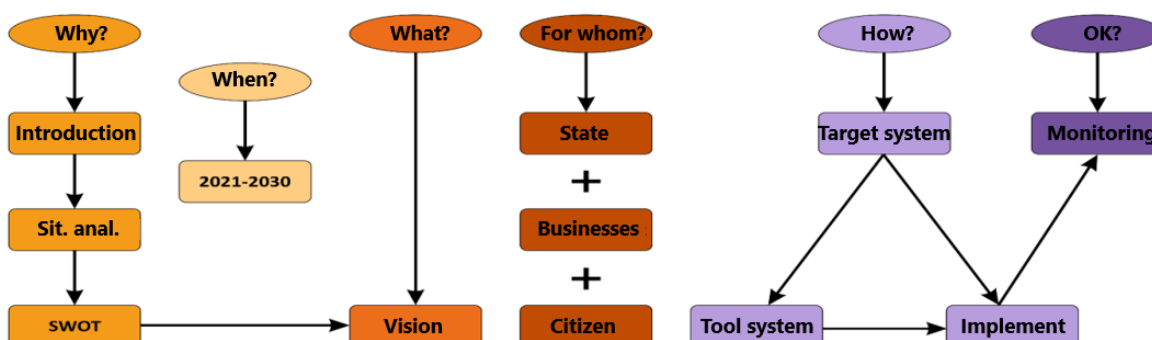 Why?
What?
For whom?
How?
OK?
When?
Introduction
State
Target system
Monitoring
2021-2030
+
Sit. anal.
Businesses
+
SWOT
Vision
Citizen
Tool system
Implement